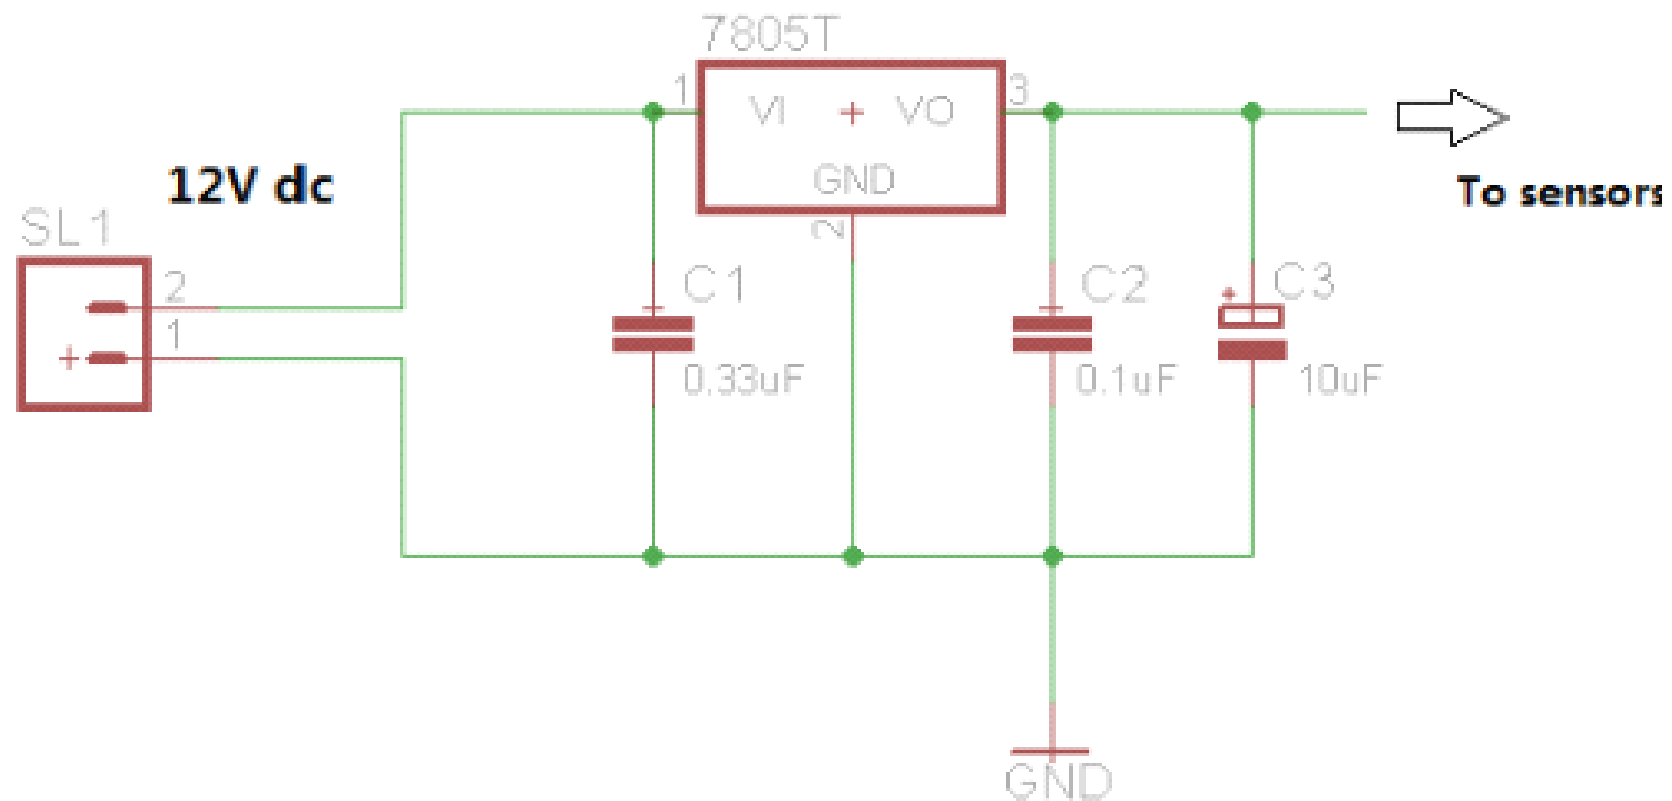 7805T
1
VI
VO
3
GND
2
12V dc
To sensors
SL1
2
1
C1
0.33uF
C2
0.1uF
C3
10uF
GND